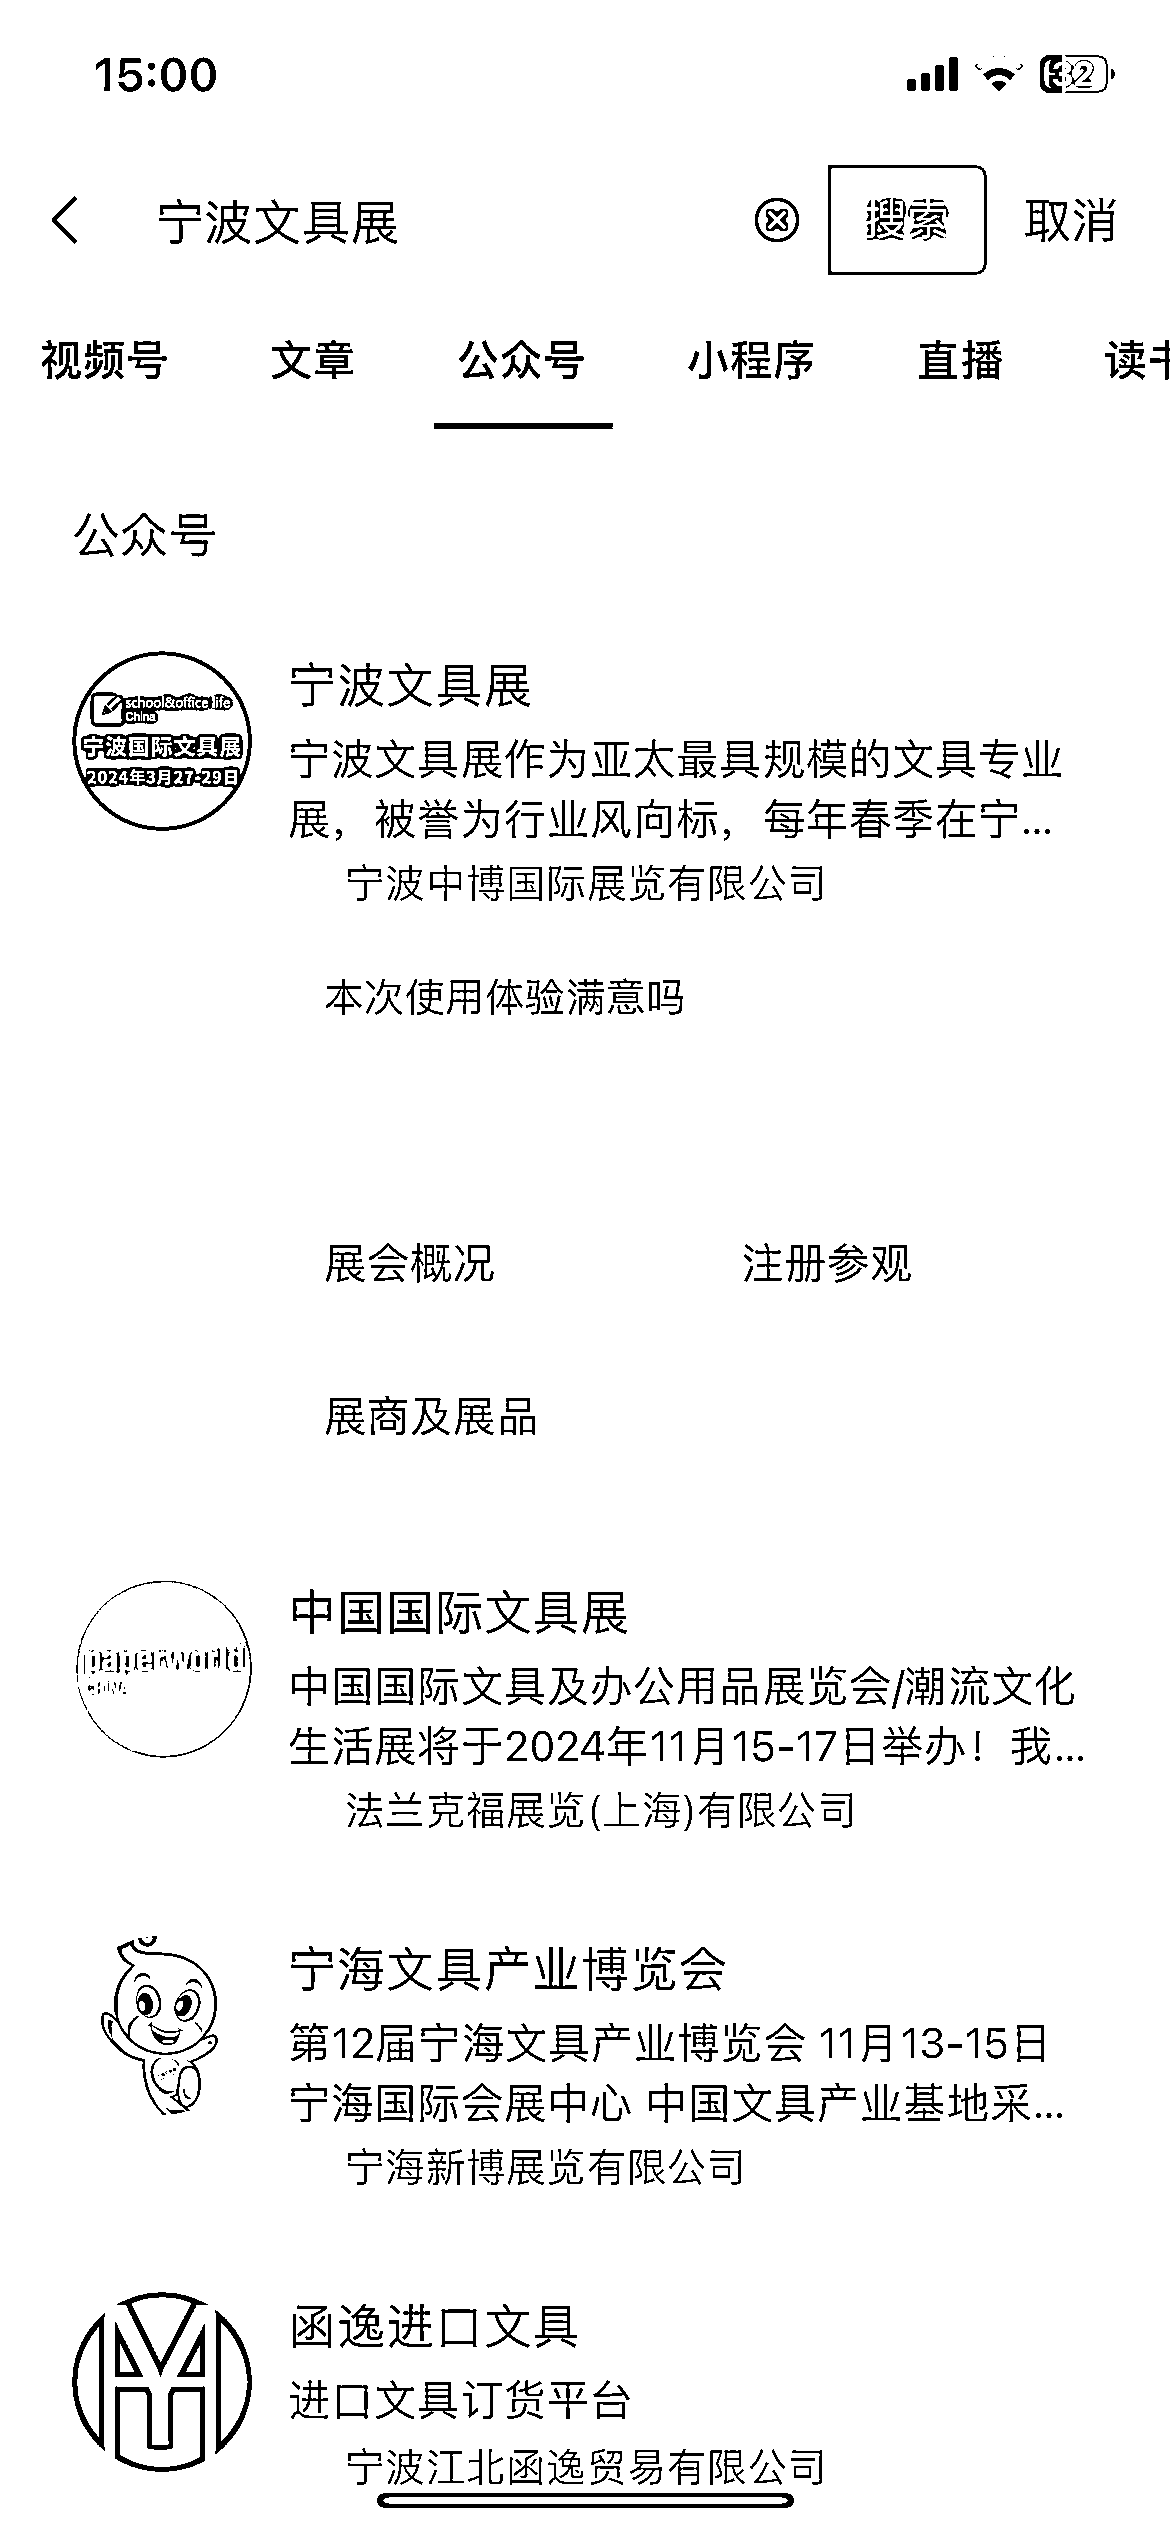 15:00
32
宁波文具展
搜索
取消
视频号
文章
公众号
小程序
直播
公众号
school&office life
China
宁波国际文具展
2024年3月27-29日
宁波文具展
宁波文具展作为亚太最具规模的文具专业
展，被誉为行业风向标，每年春季在宁...
宁波中博国际展览有限公司
本次使用体验满意吗
展会概况
注册参观
展商及展品
paperworld
CHINA
中国国际文具展
中国国际文具及办公用品展览会/潮流文化
生活展将于2024年11月15-17日举办！我...
法兰克福展览(上海)有限公司
宁海文具产业博览会
第12届宁海文具产业博览会 11月13-15日
宁海国际会展中心 中国文具产业基地采...
宁海新博展览有限公司
函逸进口文具
进口文具订货平台
宁波江北函逸贸易有限公司